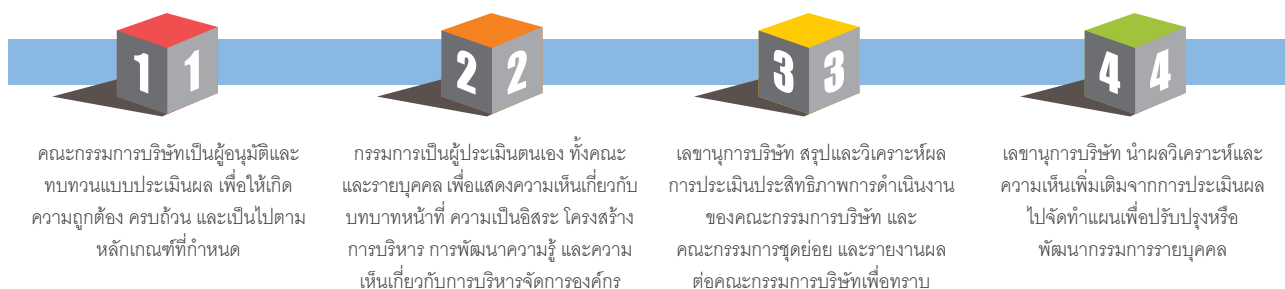 1 1
คณะกรรมการบริษัทเป็นผู้อนุมัติและ
ทบทวนแบบประเมินผล เพื่อให้เกิด
ความถูกต้อง ครบถ้วน และเป็นไปตาม
หลักเกณฑ์ที่กำหนด
2 2
กรรมการเป็นผู้ประเมินตนเอง ทั้งคณะ
และรายบุคคล เพื่อแสดงความเห็นเกี่ยวกับ
บทบาทหน้าที่ ความเป็นอิสระ โครงสร้าง
การบริหาร การพัฒนาความรู้ และความ
เห็นเกี่ยวกับการบริหารจัดการองค์กร
3 3
เลขานุการบริษัท สรุปและวิเคราะห์ผล
การประเมินประสิทธิภาพการดำเนินงาน
ของคณะกรรมการบริษัท และ
คณะกรรมการชุดย่อย และรายงานผล
ต่อคณะกรรมการบริษัทเพื่อทราบ
4 4
เลขานุการบริษัท นำผลวิเคราะห์และ
ความเห็นเพิ่มเติมจากการประเมินผล
ไปจัดทำแผนเพื่อปรับปรุงหรือ
พัฒนากรรมการรายบุคคล